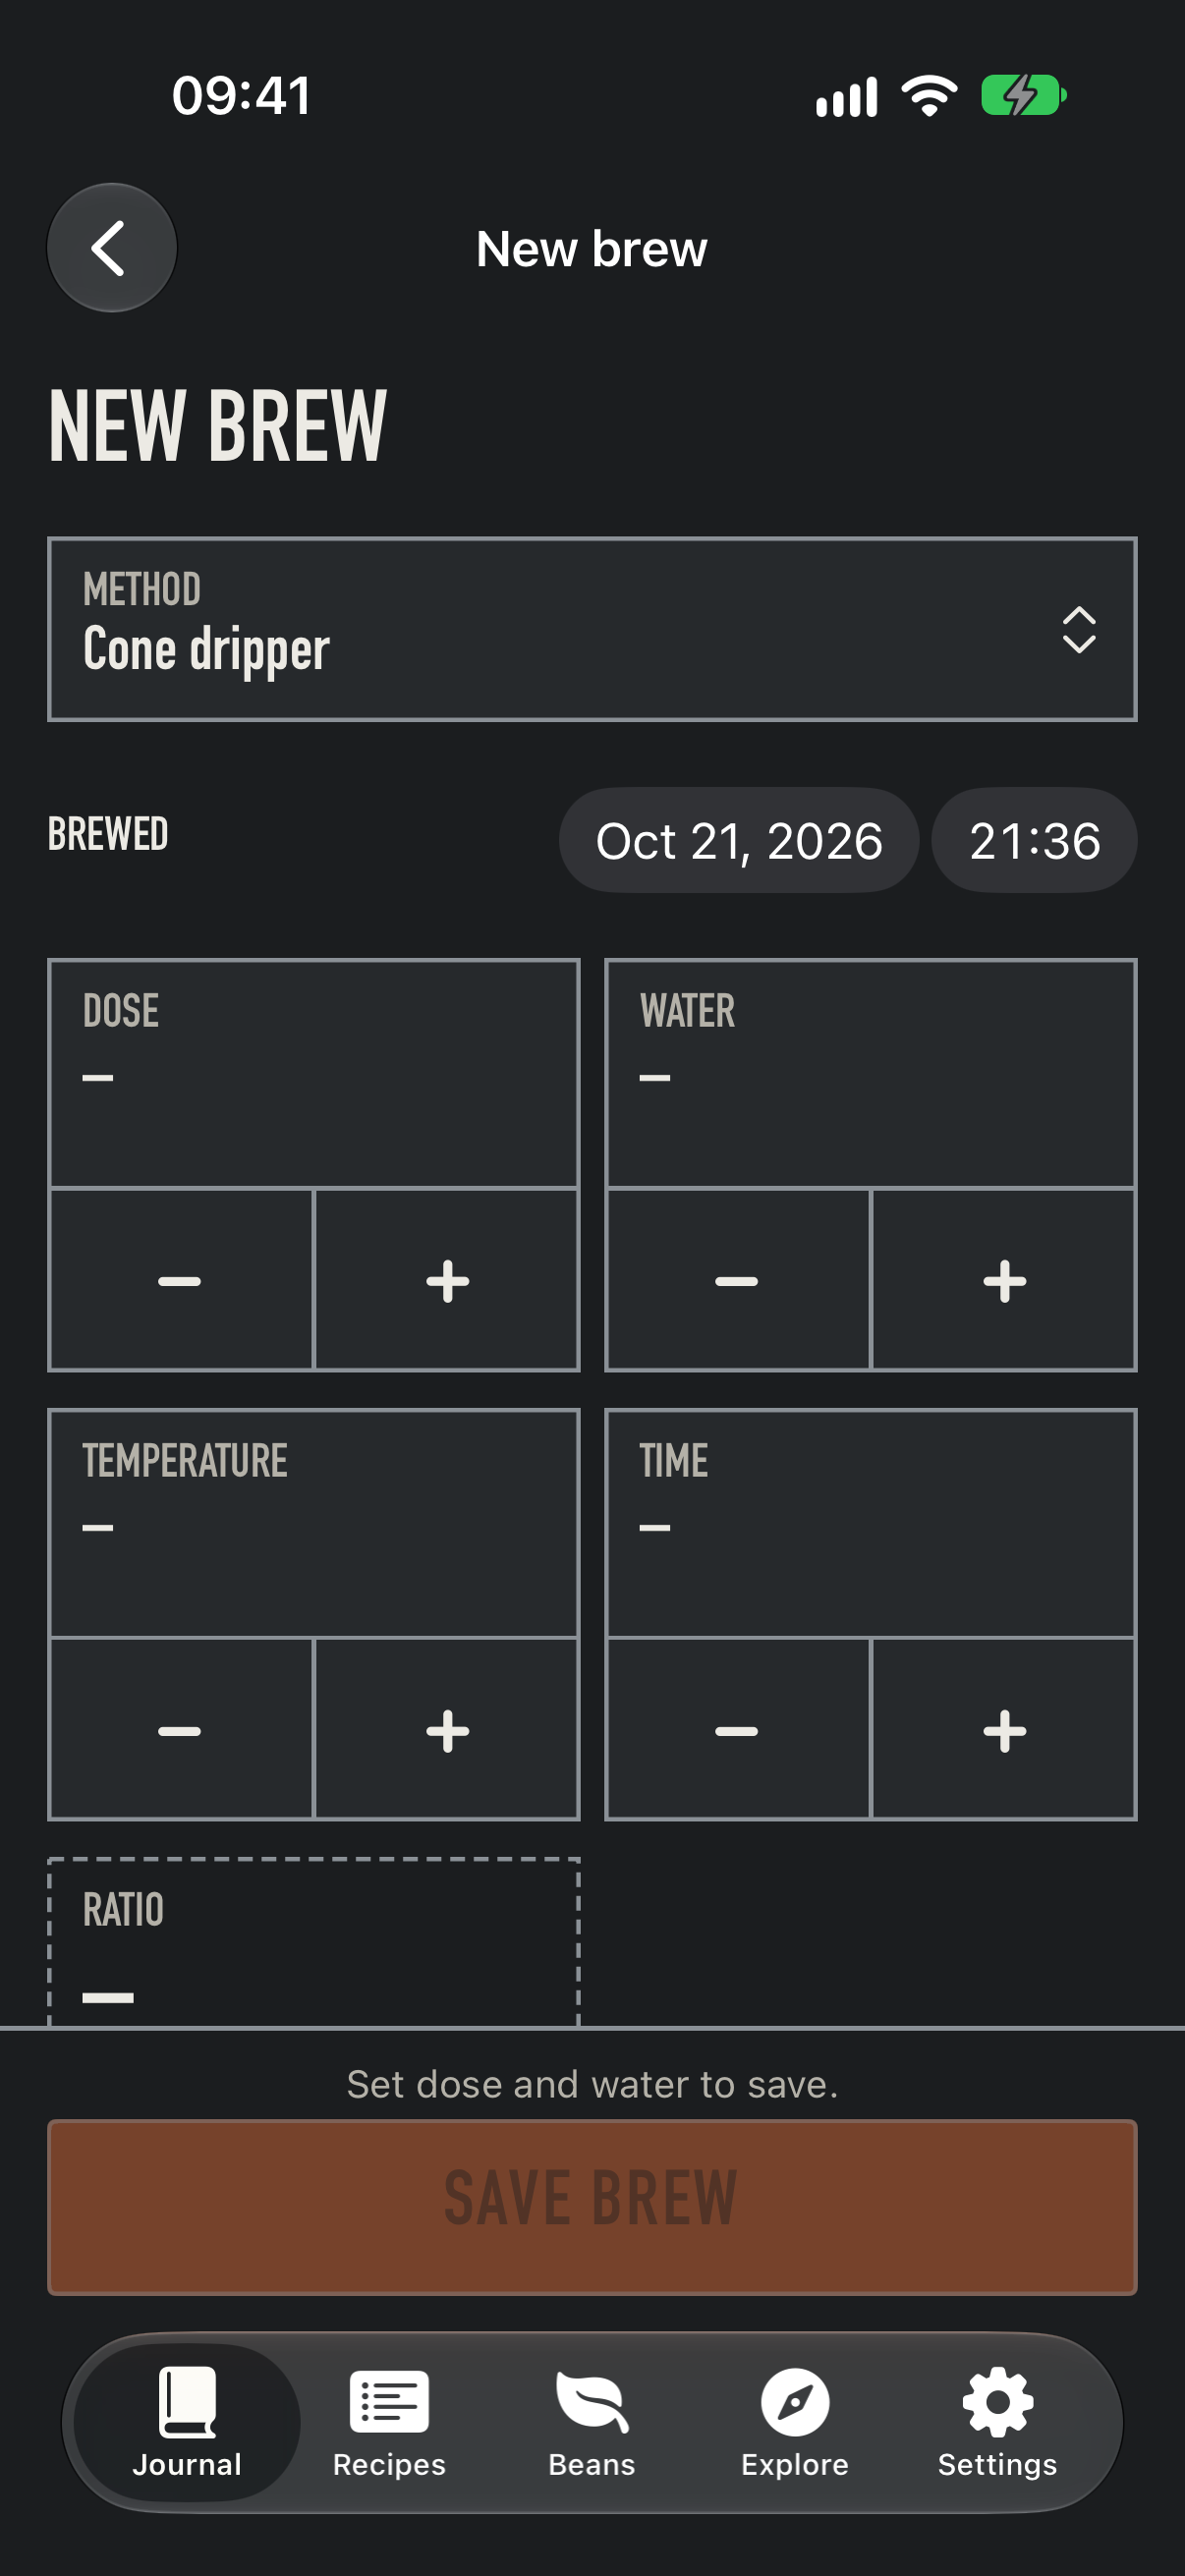 09:41
New brew
NEW BREW
METHOD
Cone dripper
BREWED
Oct 21, 2026
21:36
DOSE
WATER
–
–
TEMPERATURE
TIME
–
–
RATIO
–
Set dose and water to save.
SAVE BREW
Journal
Recipes
Beans
Explore
Settings